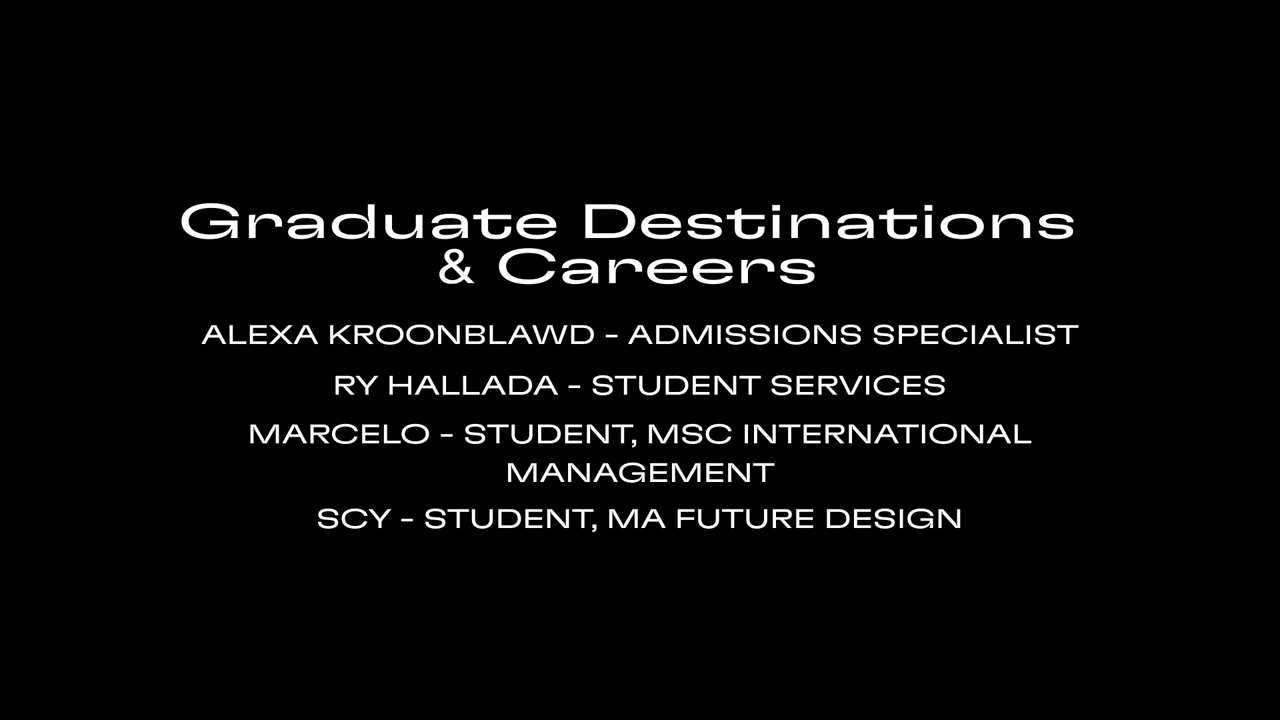 Graduate Destinations
& Careers
ALEXA KROONBLAWD - ADMISSIONS SPECIALIST
RY HALLADA - STUDENT SERVICES
MARCELO - STUDENT, MSC INTERNATIONAL
MANAGEMENT
SCY - STUDENT, MA FUTURE DESIGN